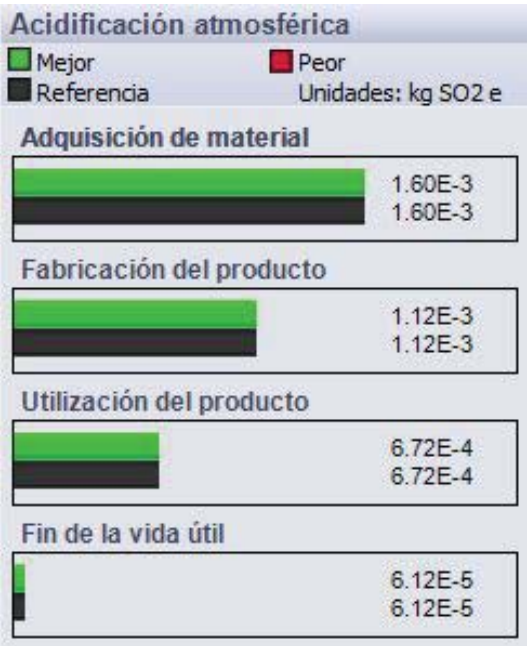 Acidificación atmosférica
Mejor Peor
Referencia Unidades: kg SO2 e
Adquisición de material
1.60E-3
1.60E-3
Fabricación del producto
1.12E-3
1.12E-3
Utilización del producto
6.72E-4
6.72E-4
Fin de la vida útil
6.12E-5
6.12E-5